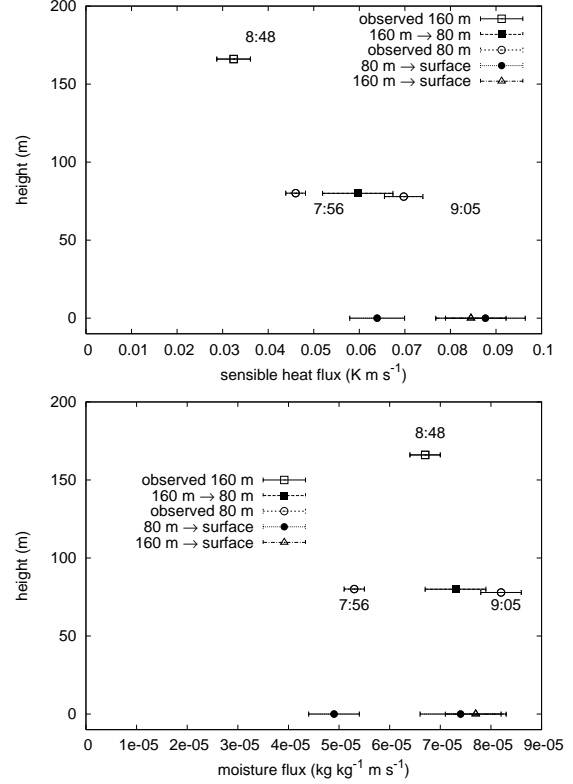 200
150
100
50
0
height (m)
8:48
observed 160 m
160 m → 80 m
observed 80 m
80 m → surface
160 m → surface
7:56
9:05
0 0.01 0.02 0.03 0.04 0.05 0.06 0.07 0.08 0.09 0.1
sensible heat flux (K m s⁻¹)
200
150
100
50
0
height (m)
8:48
observed 160 m
160 m → 80 m
observed 80 m
80 m → surface
160 m → surface
7:56
9:05
0 1e-05 2e-05 3e-05 4e-05 5e-05 6e-05 7e-05 8e-05 9e-05
moisture flux (kg kg⁻¹ m s⁻¹)